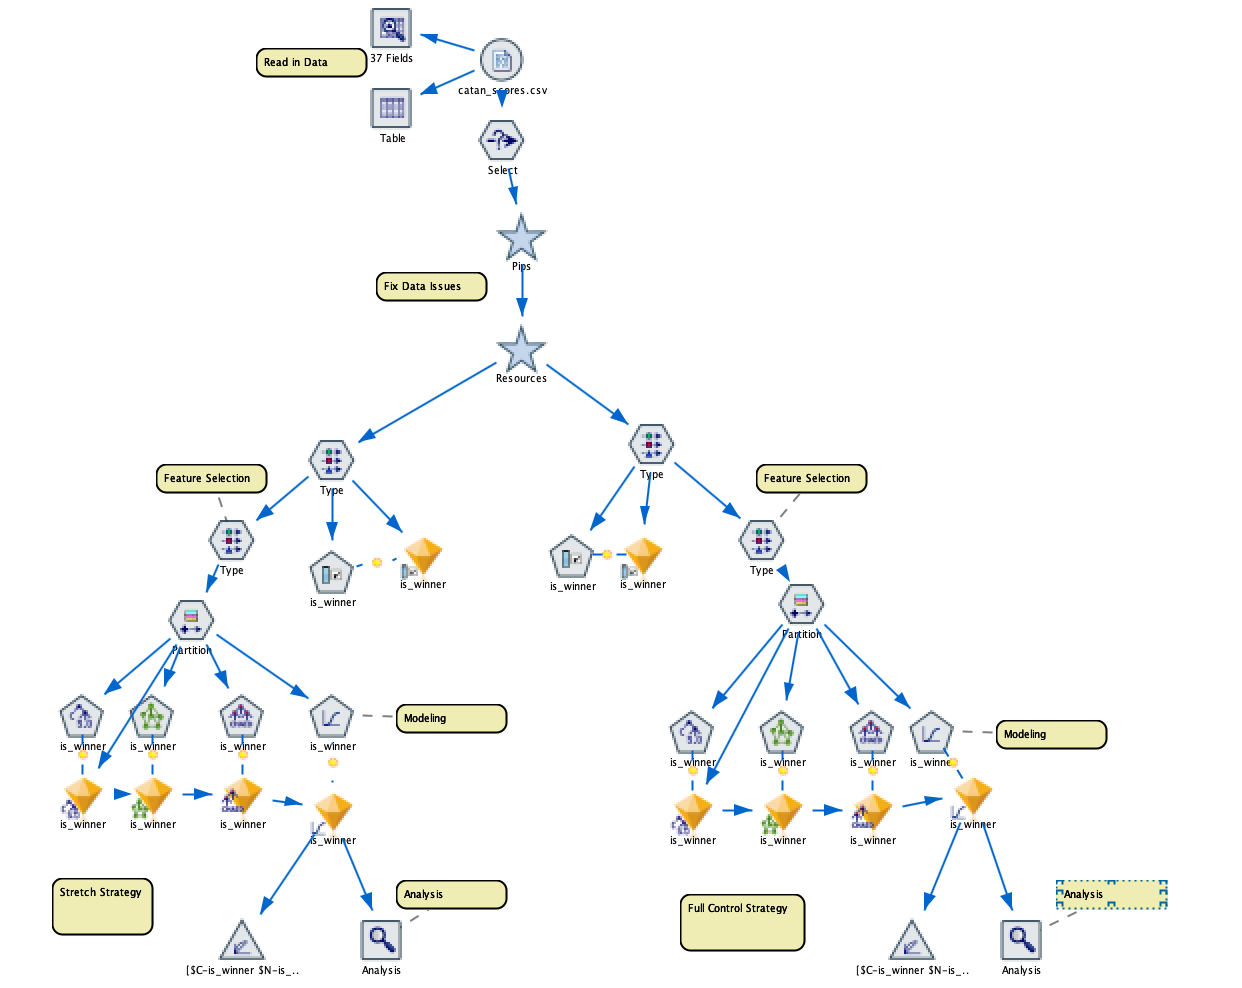 Read in Data
37 Fields
catan_scores.csv
Table
Select
Pips
Fix Data Issues
Resources
Type
Type
Feature Selection
Feature Selection
Type
is_winner
is_winner
is_winner
is_winner
Type
Partition
Partition
is_winner
is_winner
is_winner
is_winner
Modeling
is_winner
is_winner
is_winner
is_winner
Modeling
is_winner
is_winner
is_winner
is_winner
is_winner
is_winner
is_winner
is_winner
Stretch Strategy
Analysis
Full Control Strategy
Analysis
[$C-is_winner $N-is_..
Analysis
[$C-is_winner $N-is_..
Analysis